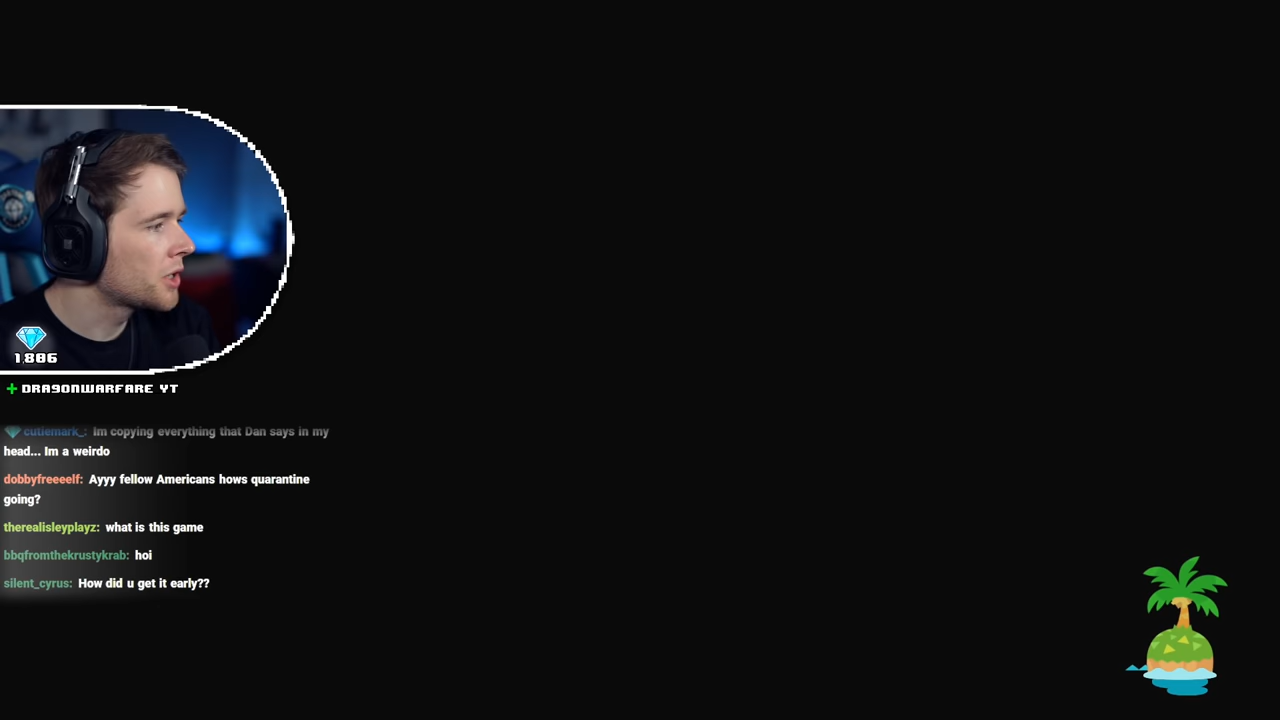 1,886
+ DRAGONWARFARE YT
cutiemark_: Im copying everything that Dan says in my
head... Im a weirdo
dobbyfreeeelf: Ayyy fellow Americans hows quarantine
going?
therealisleyplayz: what is this game
bbqfromthekrustykrab: hoi
silent_cyrus: How did u get it early??